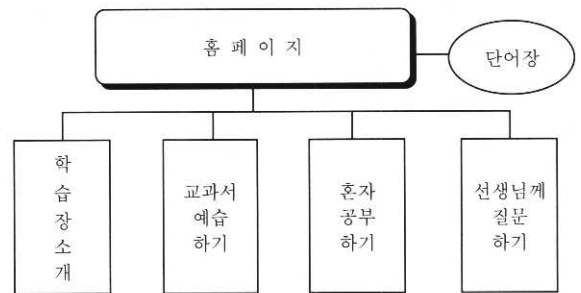 홈 페 이 지
단어장
학
습
장
소
개
교과서
예습
하기
혼자
공부
하기
선생님께
질문
하기